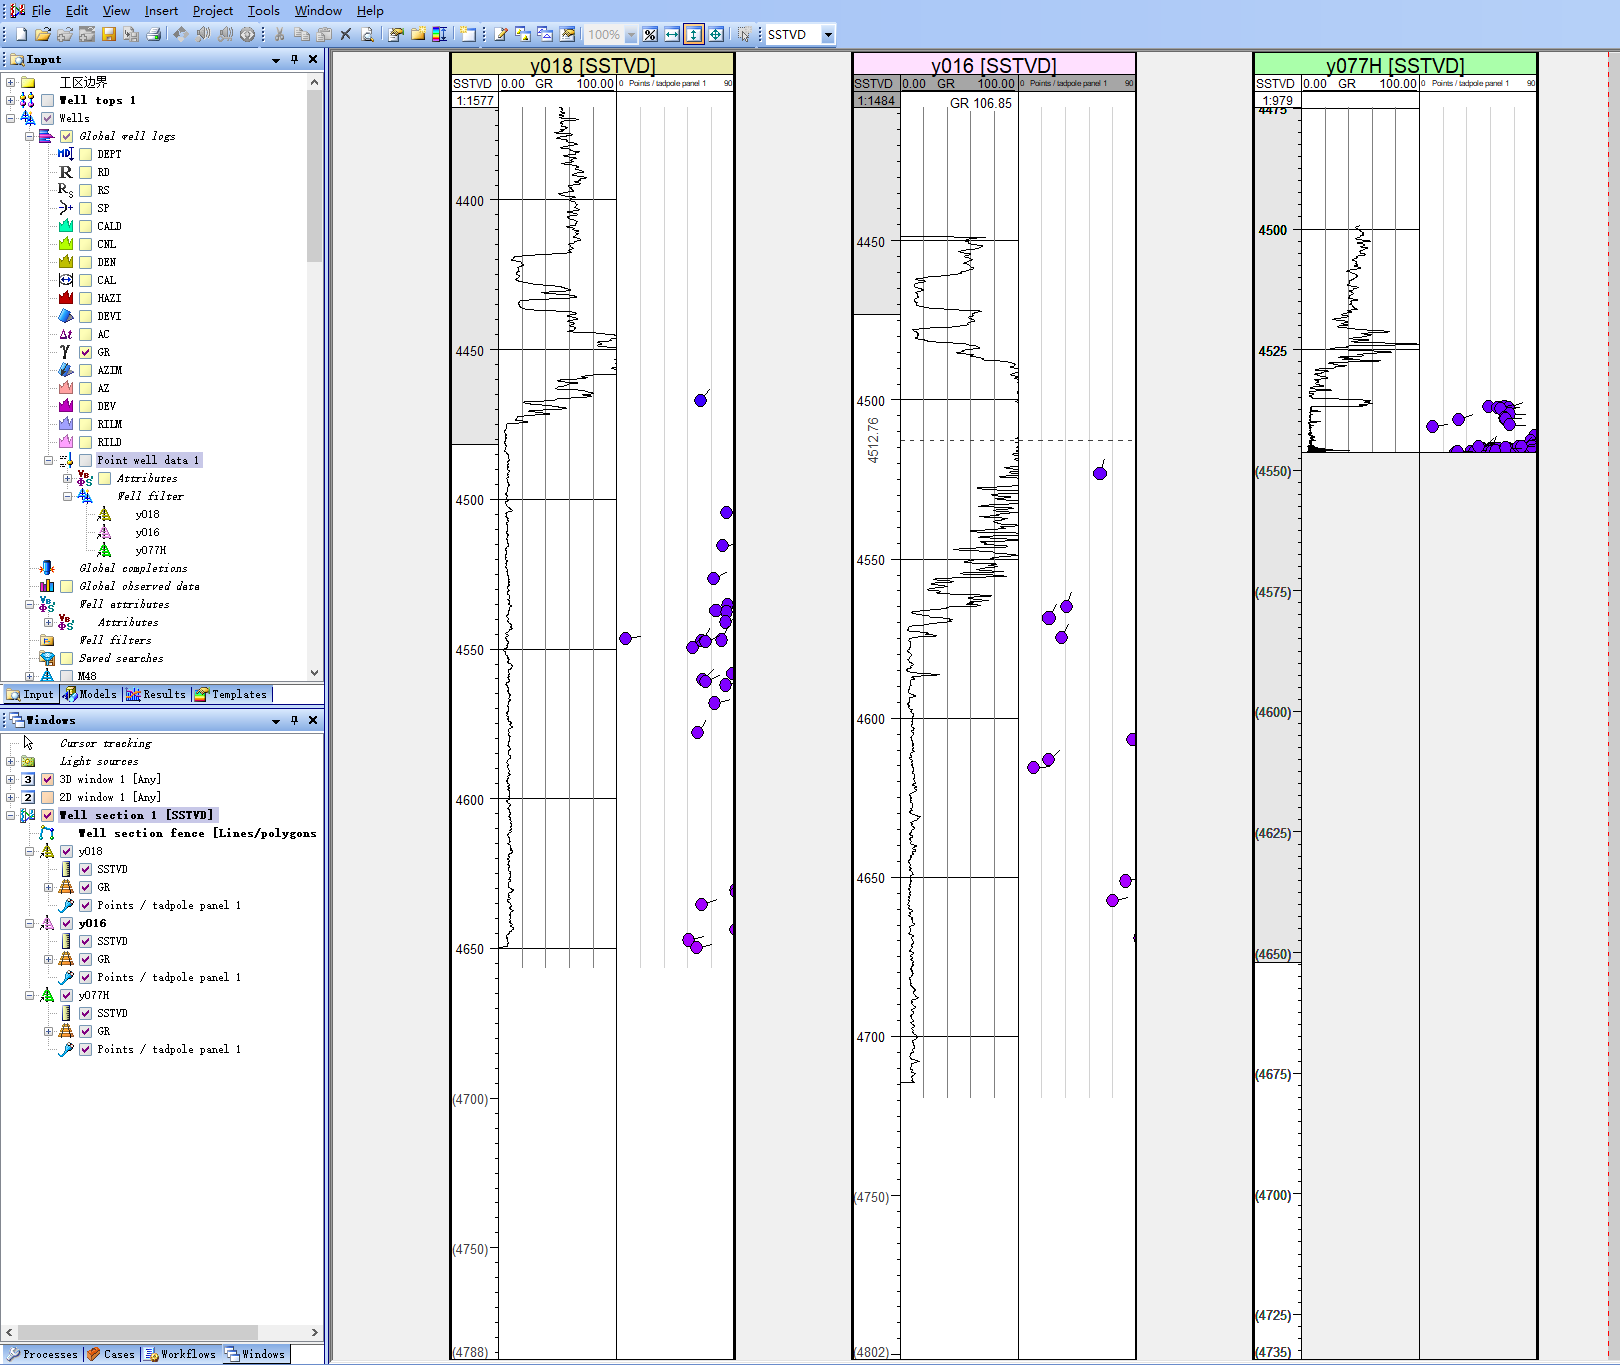 File Edit View Insert Project Tools Window Help
100% SSTVD
Input
工区边界
Well tops 1
Wells
Global well logs
DEPT
RD
RS
SP
CALD
CNL
DEN
CAL
HAZI
DEVI
AC
GR
AZIM
AZ
DEV
RILM
RILD
Point well data 1
Attributes
Well filter
y018
y016
y077H
Global completions
Global observed data
Well attributes
Attributes
Well filters
Saved searches
M48
Input Models Results Templates
Windows
Cursor tracking
Light sources
3D window 1 [Any]
2D window 1 [Any]
Well section 1 [SSTVD]
Well section fence [Lines/polygons
y018
SSTVD
GR
Points / tadpole panel 1
y016
SSTVD
GR
Points / tadpole panel 1
y077H
SSTVD
GR
Points / tadpole panel 1
Processes Cases Workflows Windows
y018 [SSTVD]
SSTVD 0.00 GR 100.00 0 Points / tadpole panel 1 90
1:1577
4400
4450
4500
4550
4600
4650
(4700)
(4750)
(4788)
y016 [SSTVD]
SSTVD 0.00 GR 100.00 0 Points / tadpole panel 1 90
1:1484 GR 106.85
4450
4500
4512.76
4550
4600
4650
4700
(4750)
(4802)
y077H [SSTVD]
SSTVD 0.00 GR 100.00 0 Points / tadpole panel 1 90
1:979
4475
4500
4525
(4550)
(4575)
(4600)
(4625)
(4650)
(4675)
(4700)
(4725)
(4735)